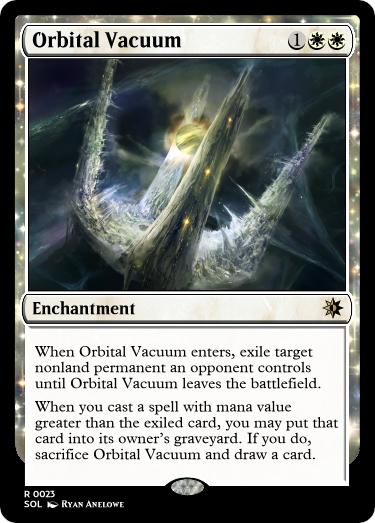 Orbital Vacuum 1
Enchantment
When Orbital Vacuum enters, exile target
nonland permanent an opponent controls
until Orbital Vacuum leaves the battlefield.
When you cast a spell with mana value
greater than the exiled card, you may put that
card into its owner's graveyard. If you do,
sacrifice Orbital Vacuum and draw a card.
R 0023
SOL Ryan Anelowe